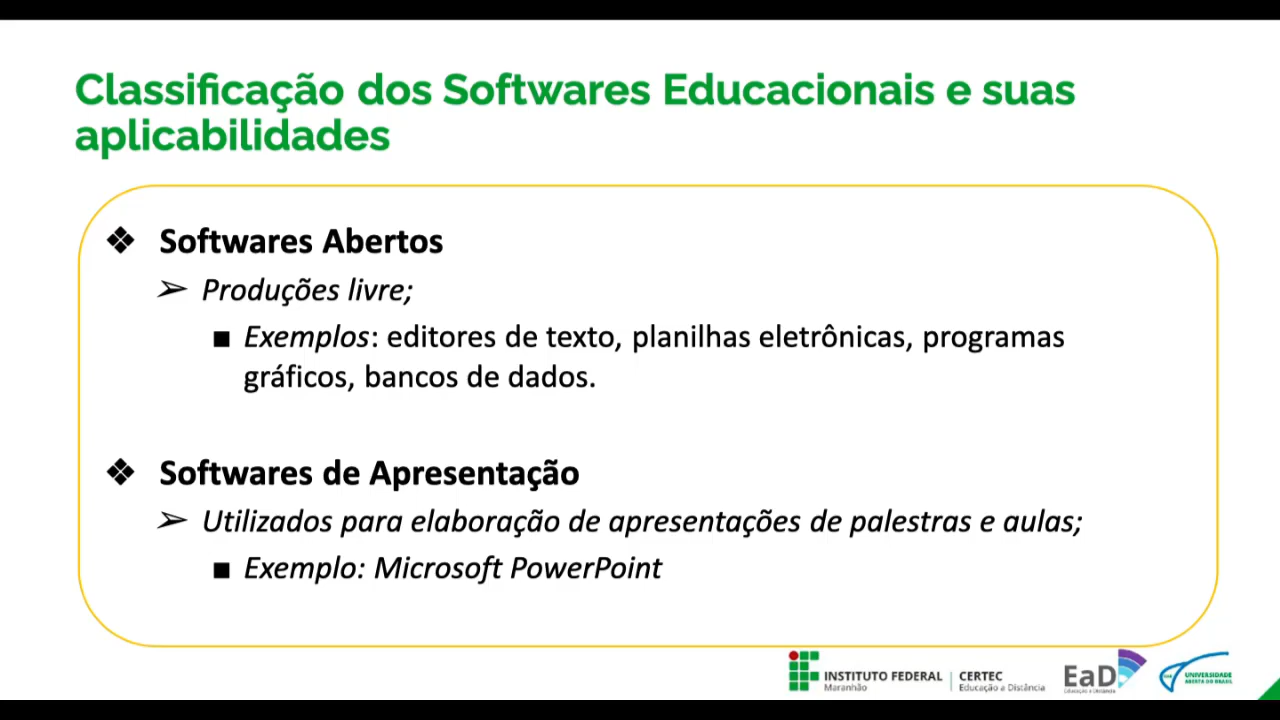 Classificação dos Softwares Educacionais e suas
aplicabilidades
❖ Softwares Abertos
➢ Produções livre;
■ Exemplos: editores de texto, planilhas eletrônicas, programas
gráficos, bancos de dados.
❖ Softwares de Apresentação
➢ Utilizados para elaboração de apresentações de palestras e aulas;
■ Exemplo: Microsoft PowerPoint
INSTITUTO FEDERAL
Maranhão
CERTEC
Educação a Distância
EaD
Educação a Distância
UNIVERSIDADE
ABERTA DO BRASIL